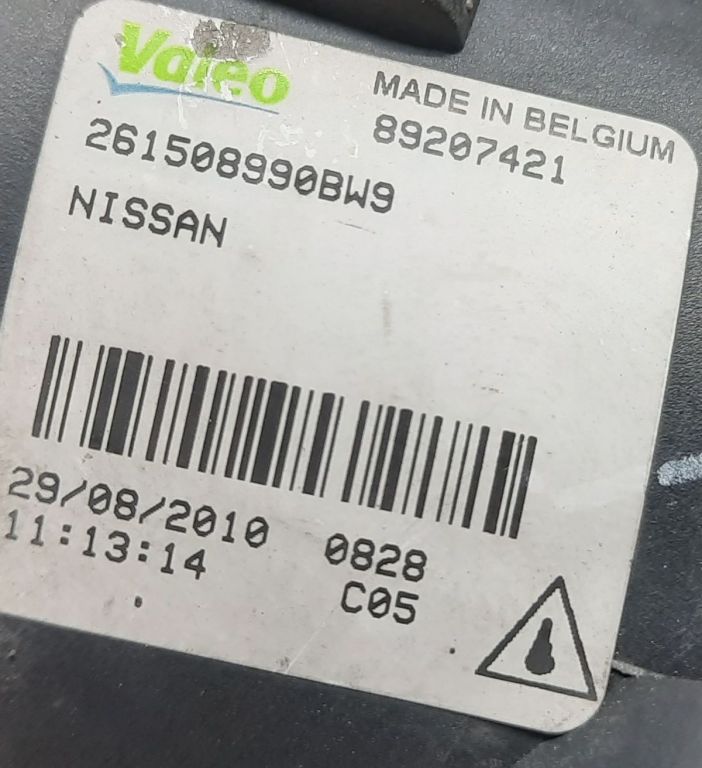 Valeo
MADE IN BELGIUM
89207421
261508990BW9
NISSAN
29/08/2010 0828
11:13:14 C05